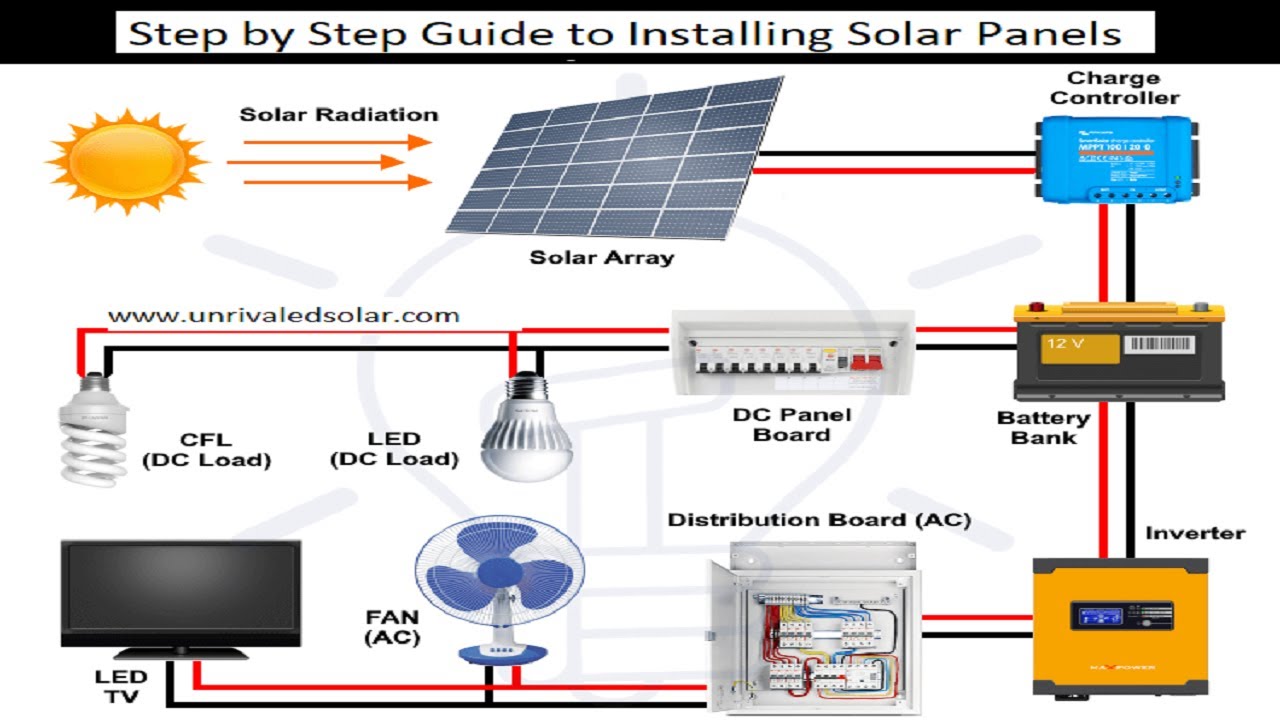 Step by Step Guide to Installing Solar Panels
Charge
Controller
Solar Radiation
MPPT 100 | 20
Solar Array
www.unrivaledsolar.com
12 V
DC Panel
Board
Battery
Bank
CFL
(DC Load)
LED
(DC Load)
Distribution Board (AC)
Inverter
FAN
(AC)
MAXPOWER
LED
TV